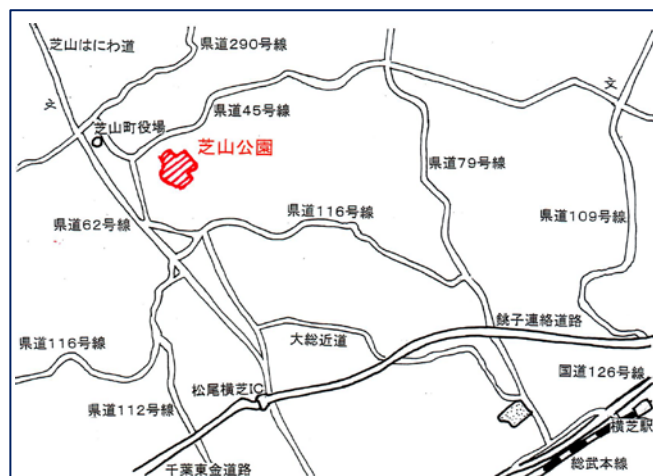 芝山はにわ道
県道290号線
文
文
県道45号線
芝山町役場
芝山公園
県道79号線
県道62号線
県道116号線
県道109号線
銚子連絡道路
大総近道
県道116号線
国道126号線
松尾横芝IC
県道112号線
横芝駅
千葉東金道路
総武本線